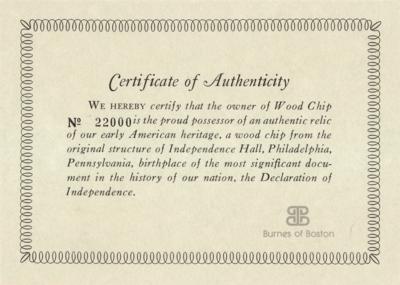 Certificate of Authenticity
WE HEREBY certify that the owner of Wood Chip
Nº 22000 is the proud possessor of an authentic relic
of our early American heritage, a wood chip from the
original structure of Independence Hall, Philadelphia,
Pennsylvania, birthplace of the most significant docu-
ment in the history of our nation, the Declaration of
Independence.
BB
Burnes of Boston